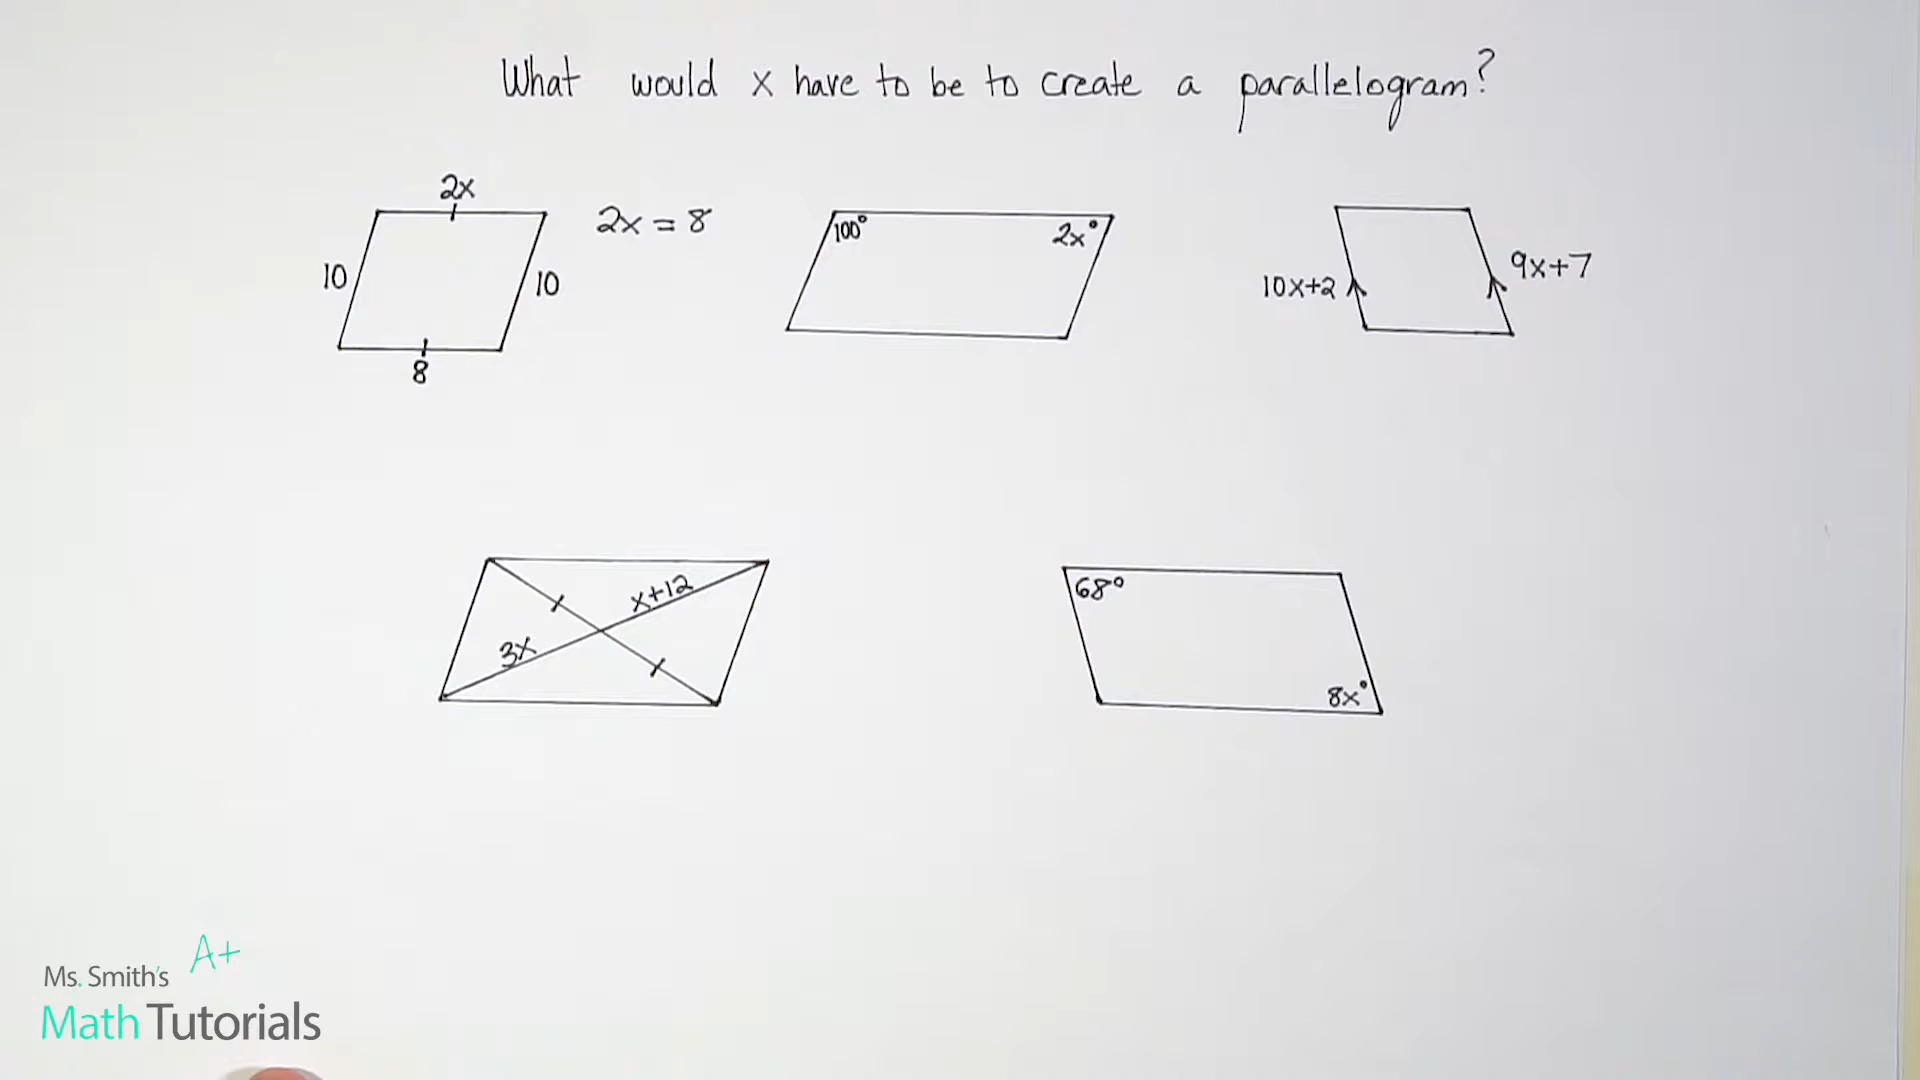 What would x have to be to create a parallelogram?
2x
10
10
8
2x = 8
100°
2x°
10x+2
9x+7
x+12
3x
68°
8x°
A+
Ms. Smith's
Math Tutorials